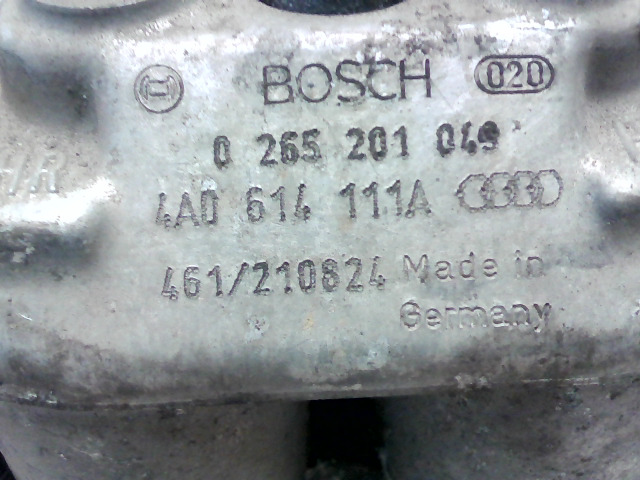 BOSCH 020
0 265 201 049
4A0 614 111A
461/210824 Made in
Germany